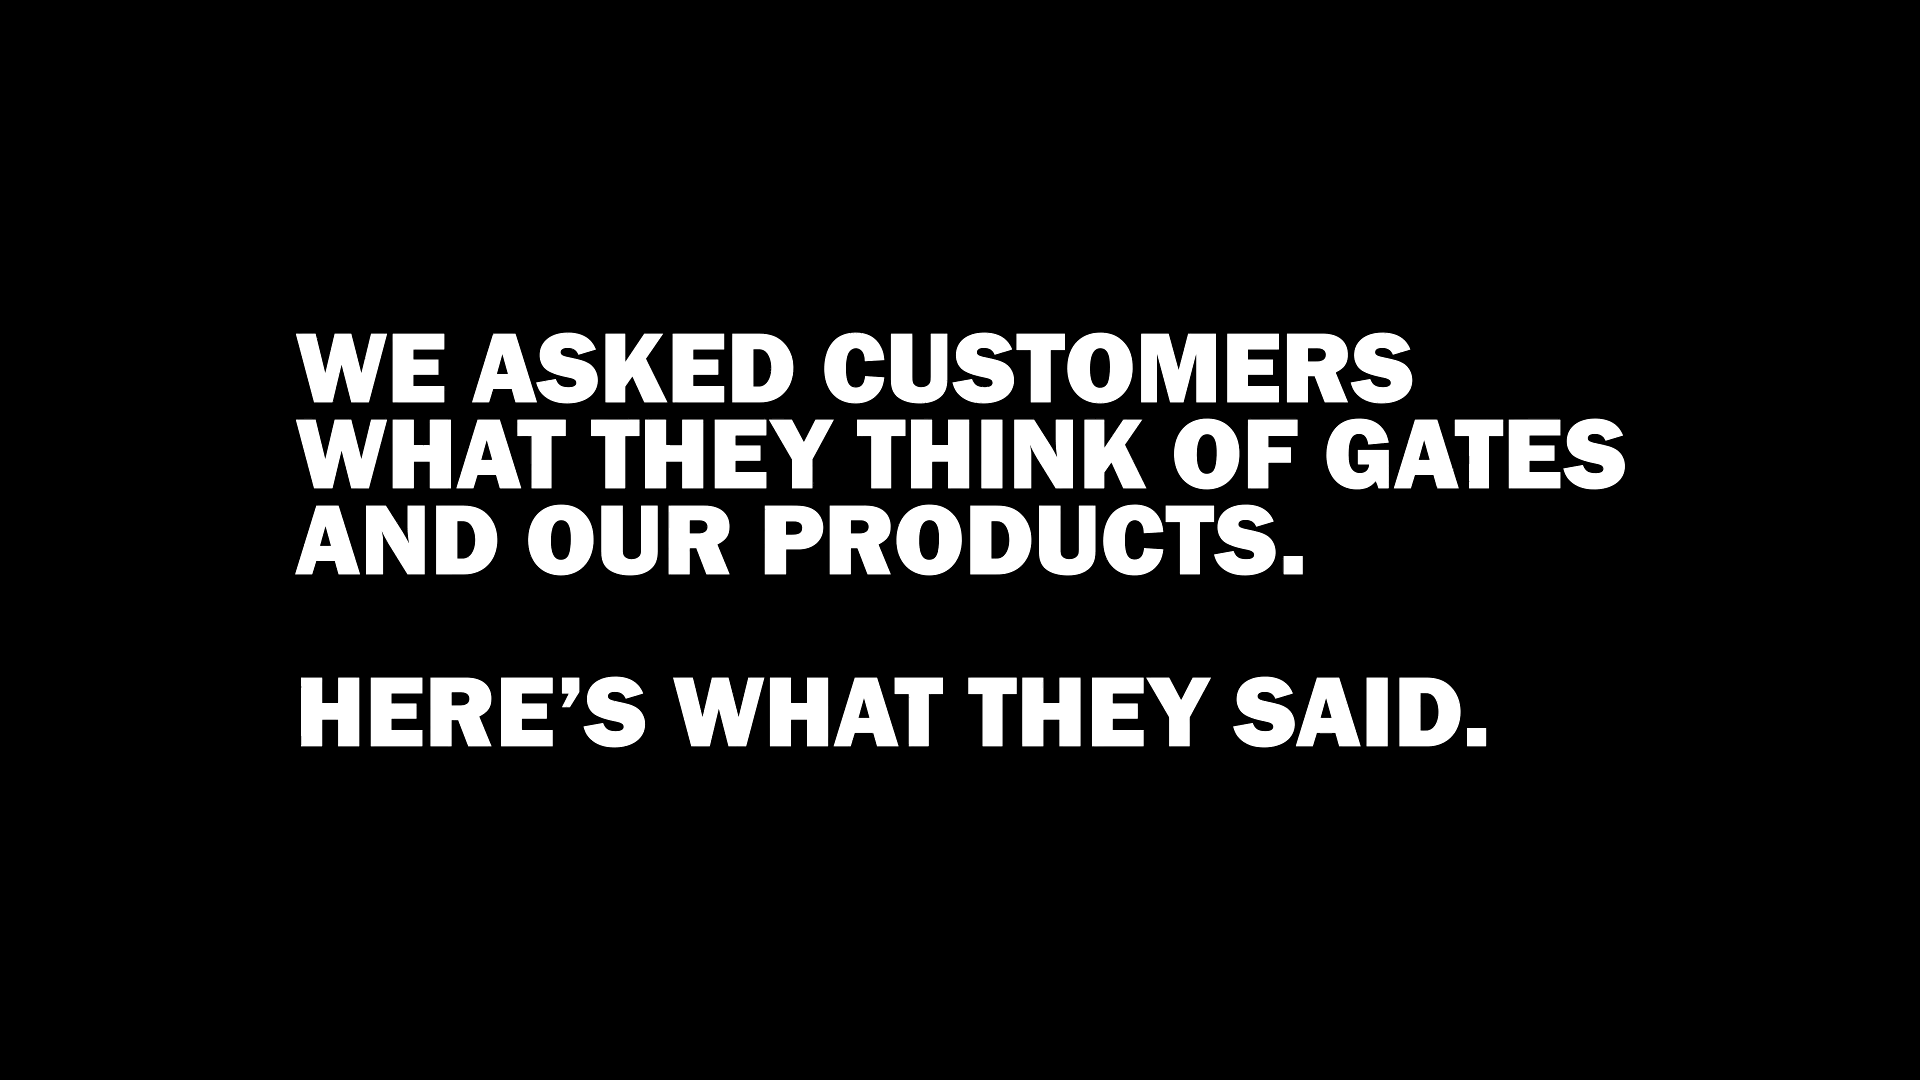 WE ASKED CUSTOMERS
WHAT THEY THINK OF GATES
AND OUR PRODUCTS.
HERE’S WHAT THEY SAID.